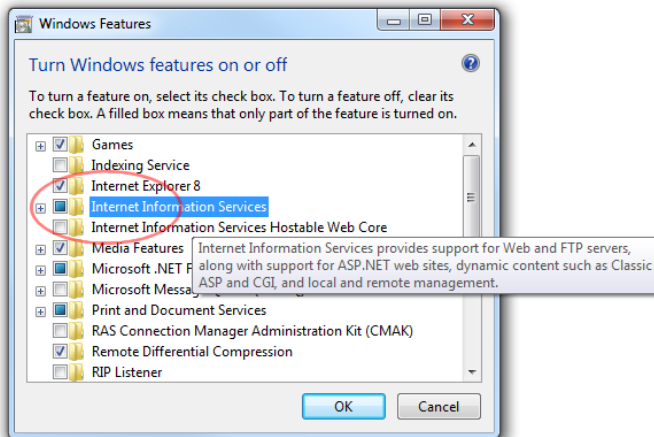 Windows Features
Turn Windows features on or off
To turn a feature on, select its check box. To turn a feature off, clear its
check box. A filled box means that only part of the feature is turned on.
Games
Indexing Service
Internet Explorer 8
Internet Information Services
Internet Information Services Hostable Web Core
Media Features
Internet Information Services provides support for Web and FTP servers,
Microsoft .NET
along with support for ASP.NET web sites, dynamic content such as Classic
Microsoft
ASP and CGI, and local and remote management.
Print and Document Services
RAS Connection Manager Administration Kit (CMAK)
Remote Differential Compression
RIP Listener
OK
Cancel